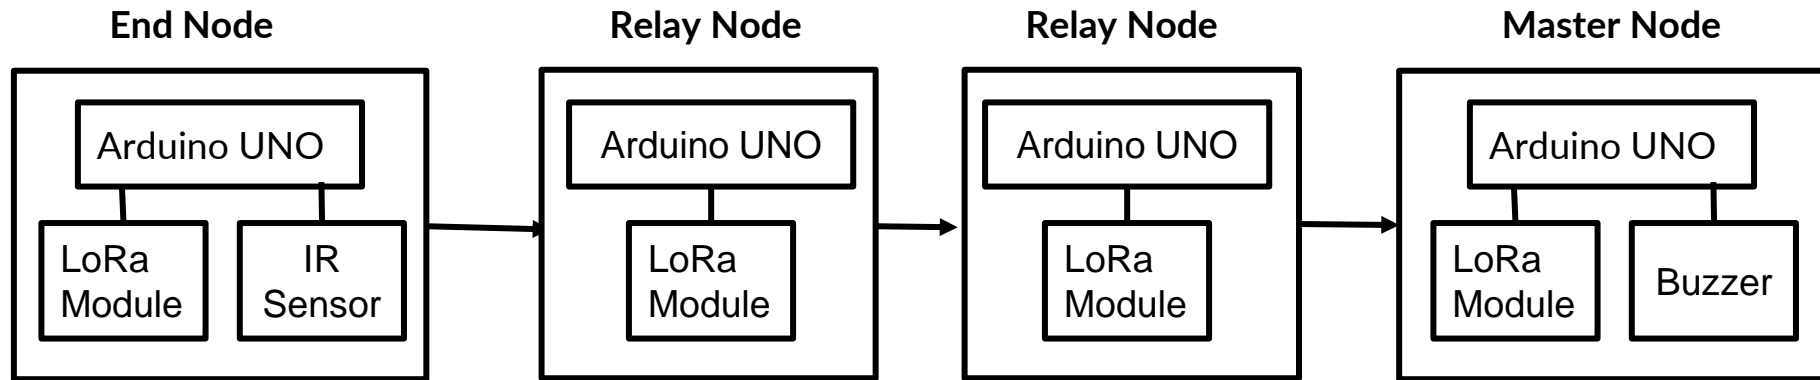 End Node
Relay Node
Relay Node
Master Node
Arduino UNO
Arduino UNO
Arduino UNO
Arduino UNO
LoRa
Module
IR
Sensor
LoRa
Module
LoRa
Module
LoRa
Module
Buzzer